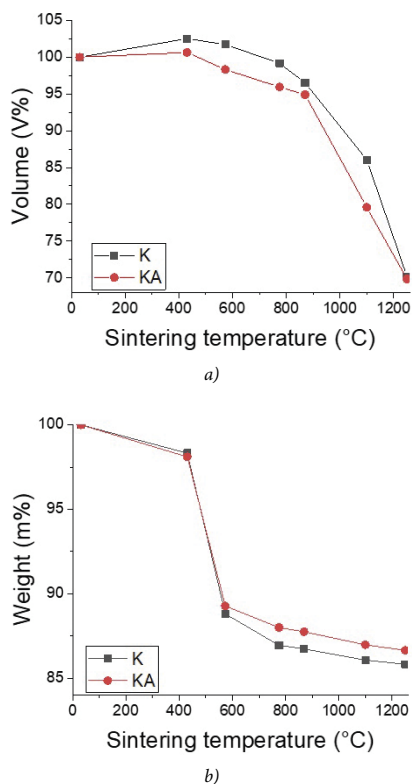 105
100
95
90
85
80
75
70
Volume (V%)
K
KA
0 200 400 600 800 1000 1200
Sintering temperature (°C)
a)
100
95
90
85
Weight (m%)
K
KA
0 200 400 600 800 1000 1200
Sintering temperature (°C)
b)